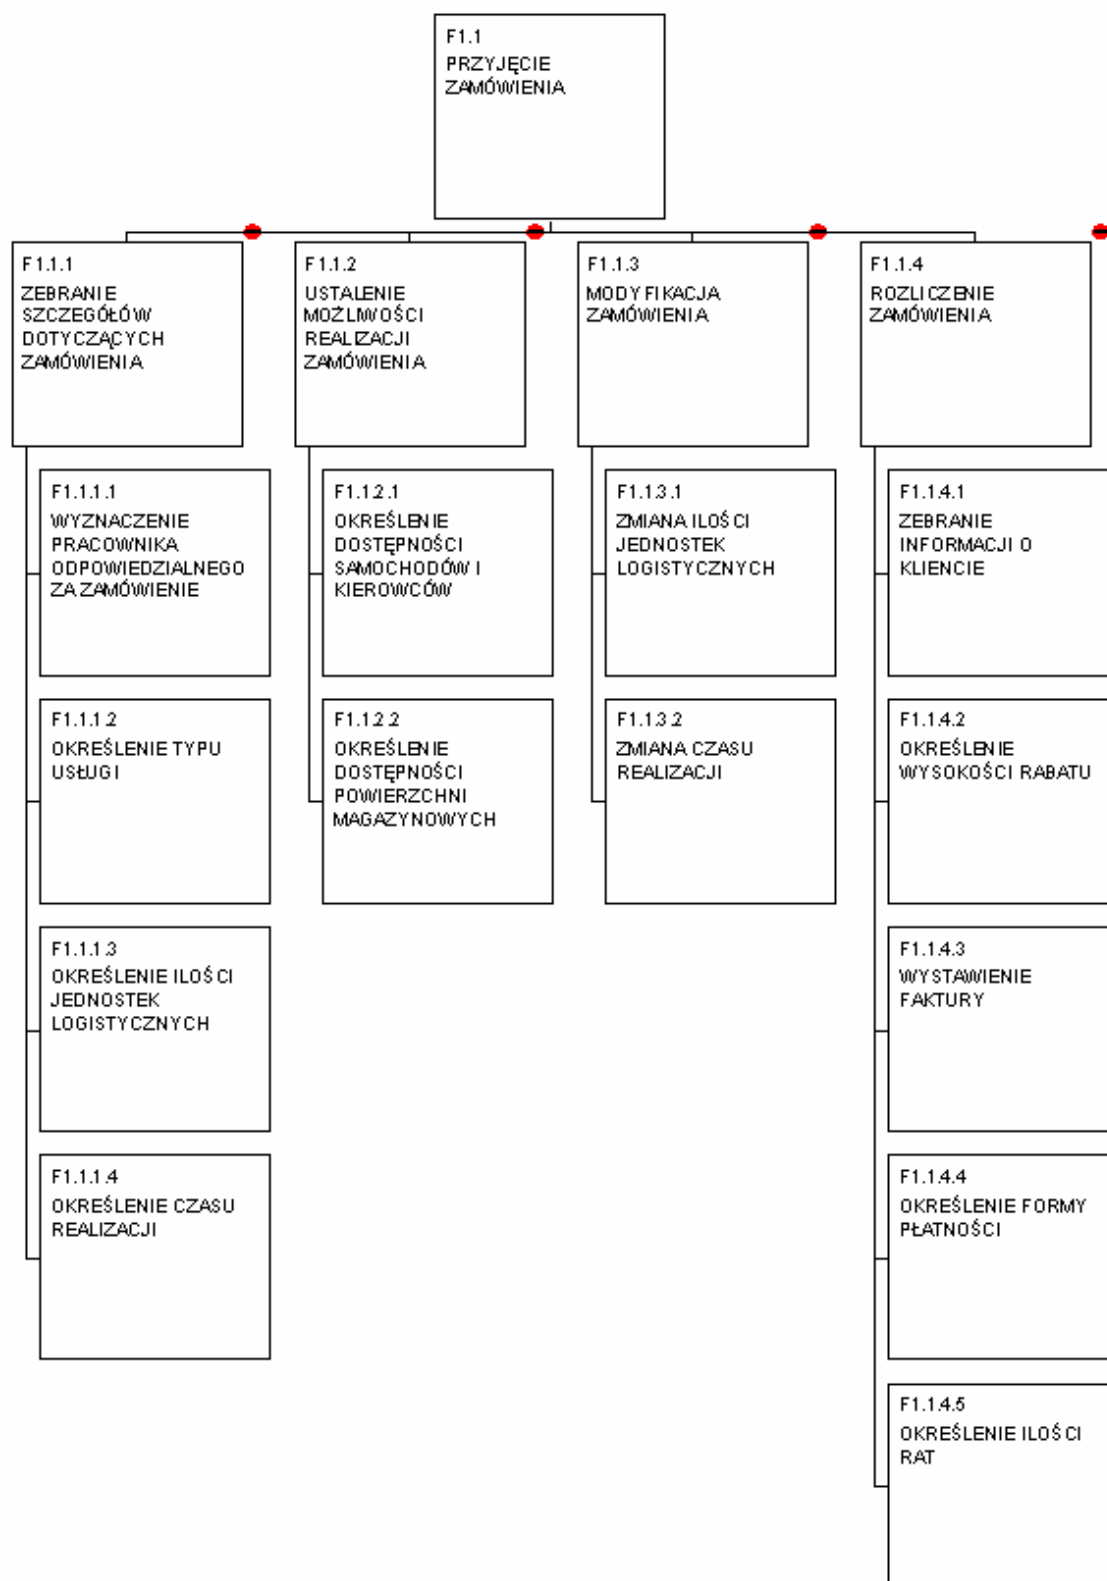 F1.1
PRZYJĘCIE
ZAMÓWIENIA
F1.1.1
ZEBRANIE
SZCZEGÓŁÓW
DOTYCZĄCYCH
ZAMÓWIENIA
F1.1.2
USTALENIE
MOŻLIWOŚCI
REALIZACJI
ZAMÓWIENIA
F1.1.3
MODYFIKACJA
ZAMÓWIENIA
F1.1.4
ROZLICZENIE
ZAMÓWIENIA
F1.1.1.1
WYZNACZENIE
PRACOWNIKA
ODPOWIEDZIALNEGO
ZA ZAMÓWIENIE
F1.1.1.2
OKREŚLENIE TYPU
USŁUGI
F1.1.1.3
OKREŚLENIE ILOŚCI
JEDNOSTEK
LOGISTYCZNYCH
F1.1.1.4
OKREŚLENIE CZASU
REALIZACJI
F1.1.2.1
OKREŚLENIE
DOSTĘPNOŚCI
SAMOCHODÓW I
KIEROWCÓW
F1.1.2.2
OKREŚLENIE
DOSTĘPNOŚCI
POWIERZCHNI
MAGAZYNOWYCH
F1.1.3.1
ZMIANA ILOŚCI
JEDNOSTEK
LOGISTYCZNYCH
F1.1.3.2
ZMIANA CZASU
REALIZACJI
F1.1.4.1
ZEBRANIE
INFORMACJI O
KLIENCIE
F1.1.4.2
OKREŚLENIE
WYSOKOŚCI RABATU
F1.1.4.3
WYSTAWIENIE
FAKTURY
F1.1.4.4
OKREŚLENIE FORMY
PŁATNOŚCI
F1.1.4.5
OKREŚLENIE ILOŚCI
RAT